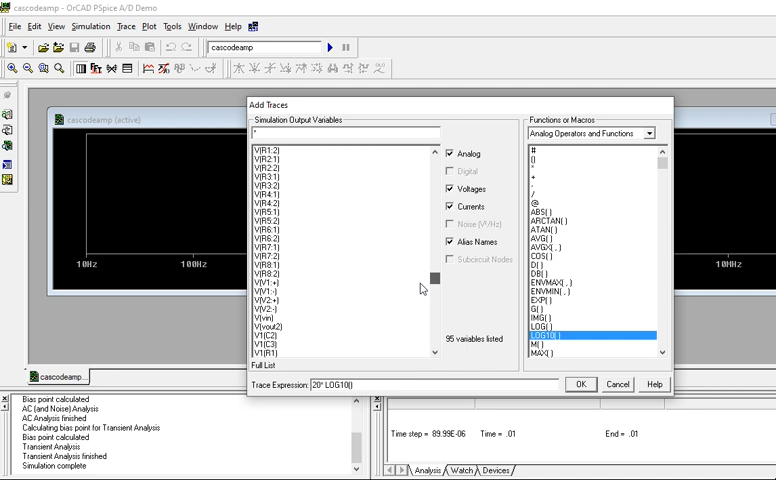 cascodeamp - OrCAD PSpice A/D Demo
File Edit View Simulation Trace Plot Tools Window Help
cascodeamp
cascodeamp (active)
10Hz 100Hz 10MHz
Add Traces
Simulation Output Variables
*
V(R1:2)
V(R2:1)
V(R2:2)
V(R3:1)
V(R3:2)
V(R4:1)
V(R4:2)
V(R5:1)
V(R5:2)
V(R6:1)
V(R6:2)
V(R7:1)
V(R7:2)
V(R8:1)
V(R8:2)
V(V1:+)
V(V1:-)
V(V2:+)
V(V2:-)
V(vin)
V(vout2)
V1(C2)
V1(C3)
V1(R1)
Full List
Analog
Digital
Voltages
Currents
Noise (V²/Hz)
Alias Names
Subcircuit Nodes
95 variables listed
Functions or Macros
Analog Operators and Functions
#
()
*
+
-
/
@
ABS( )
ARCTAN( )
ATAN( )
AVG( )
AVGX( , )
COS( )
D( )
DB( )
ENVMAX( , )
ENVMIN( , )
EXP( )
G( )
IMG( )
LOG( )
LOG10( )
M( )
MAX( )
Trace Expression: 20* LOG10()
OK Cancel Help
cascodeamp...
Bias point calculated
AC (and Noise) Analysis
AC Analysis finished
Calculating bias point for Transient Analysis
Bias point calculated
Transient Analysis
Transient Analysis finished
Simulation complete
Time step = 89.99E-06 Time = .01 End = .01
Analysis Watch Devices